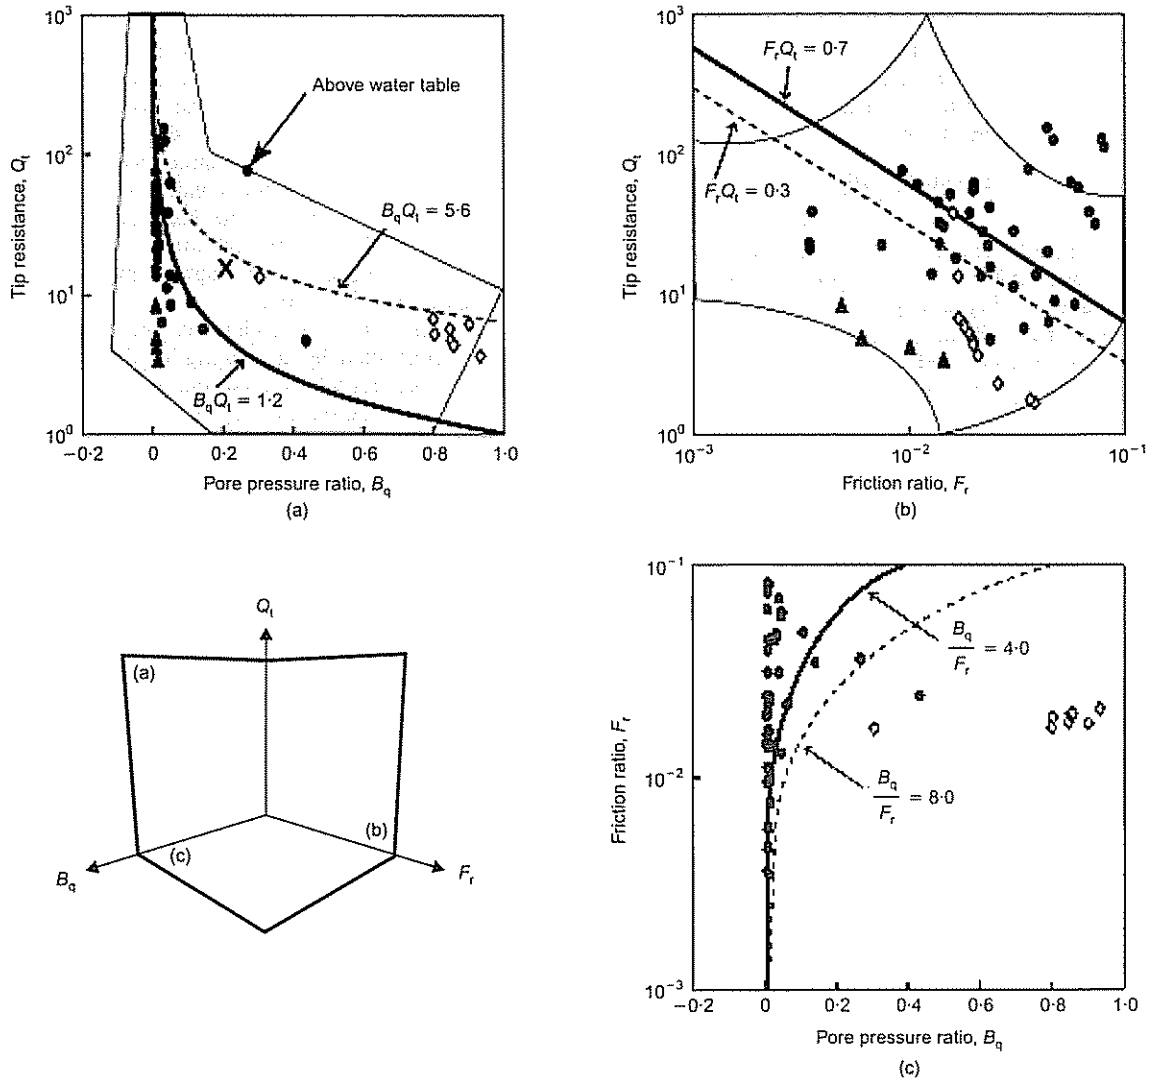 10³
10²
10¹
10⁰
Tip resistance, Qₜ
Above water table
BqQₜ = 5·6
X
BqQₜ = 1·2
−0·2
0
0·2
0·4
0·6
0·8
1·0
Pore pressure ratio, Bq
(a)
10³
10²
10¹
10⁰
Tip resistance, Qₜ
FᵣQₜ = 0·7
FᵣQₜ = 0·3
10⁻³
10⁻²
10⁻¹
Friction ratio, Fᵣ
(b)
Qₜ
(a)
(b)
(c)
Bq
Fᵣ
10⁻¹
10⁻²
10⁻³
Friction ratio, Fᵣ
Bq
Fᵣ
= 4·0
Bq
Fᵣ
= 8·0
−0·2
0
0·2
0·4
0·6
0·8
1·0
Pore pressure ratio, Bq
(c)